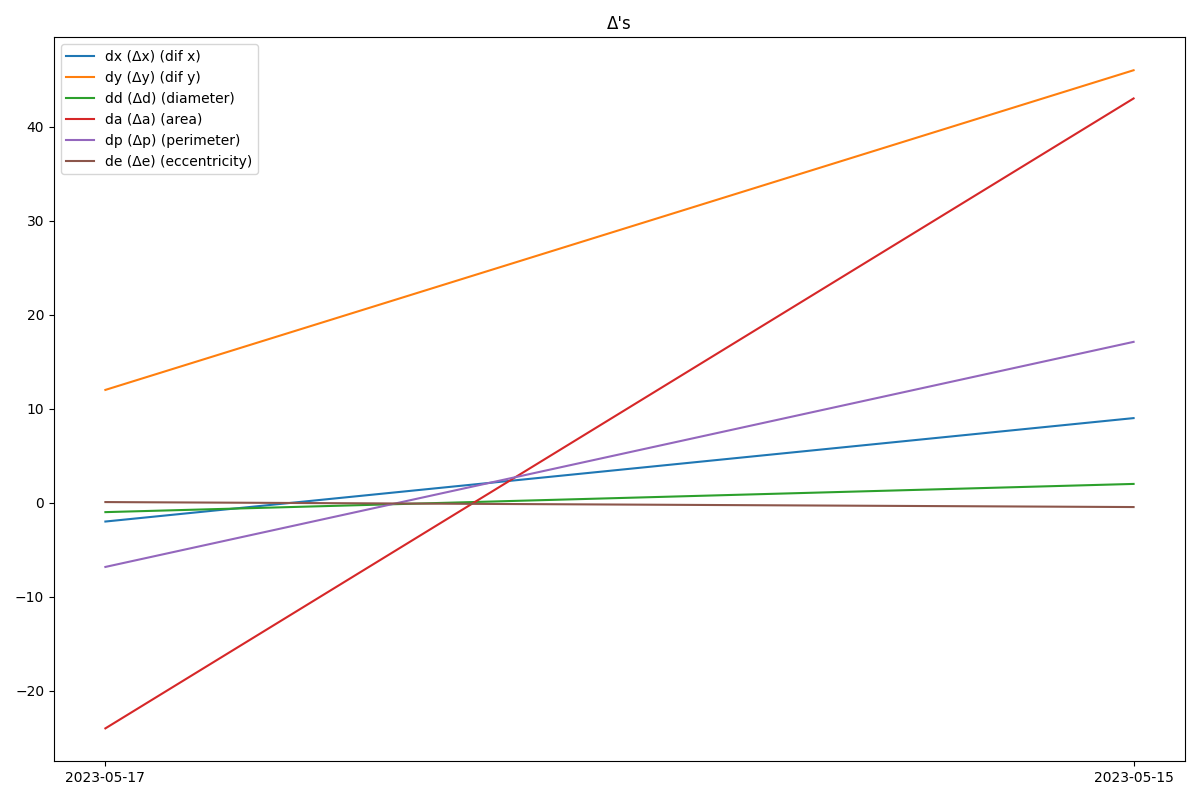 Δ's
dx (Δx) (dif x)
dy (Δy) (dif y)
dd (Δd) (diameter)
da (Δa) (area)
dp (Δp) (perimeter)
de (Δe) (eccentricity)
40
30
20
10
0
−10
−20
2023-05-17 2023-05-15